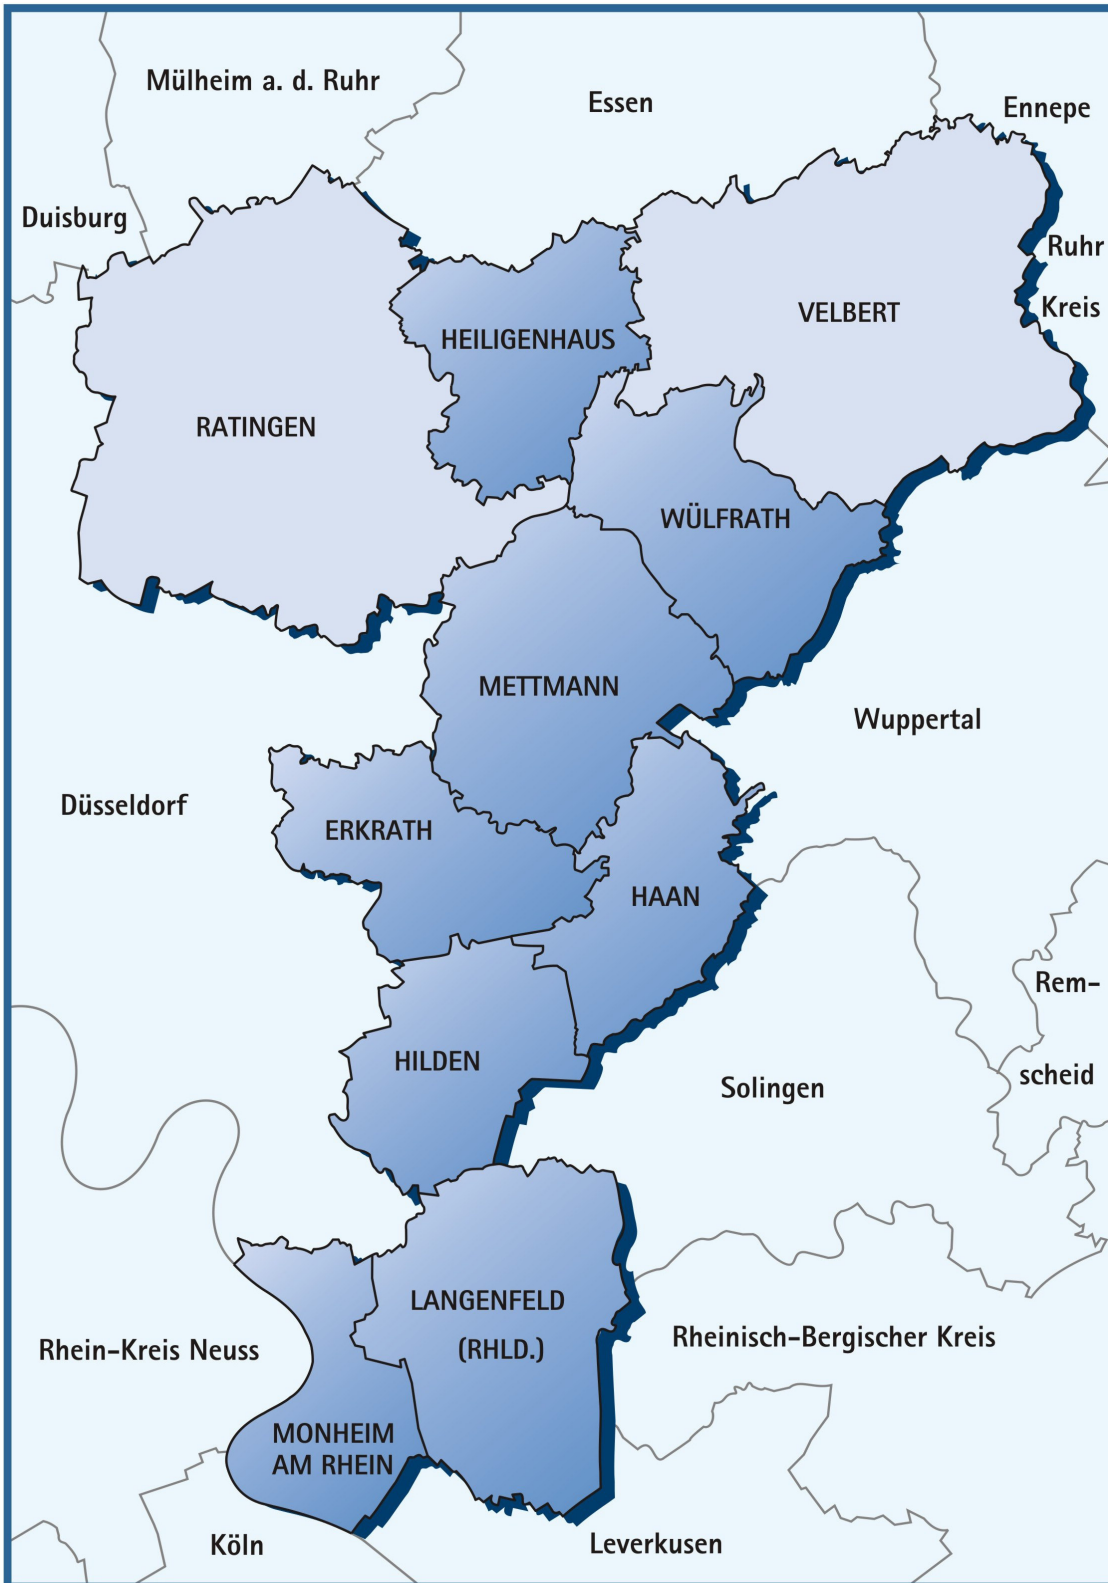 Mülheim a. d. Ruhr
Essen
Ennepe
Duisburg
Ruhr
Kreis
VELBERT
HEILIGENHAUS
RATINGEN
WÜLFRATH
METTMANN
Wuppertal
Düsseldorf
ERKRATH
HAAN
Rem-
scheid
HILDEN
Solingen
LANGENFELD
(RHLD.)
Rhein-Kreis Neuss
Rheinisch-Bergischer Kreis
MONHEIM
AM RHEIN
Köln
Leverkusen